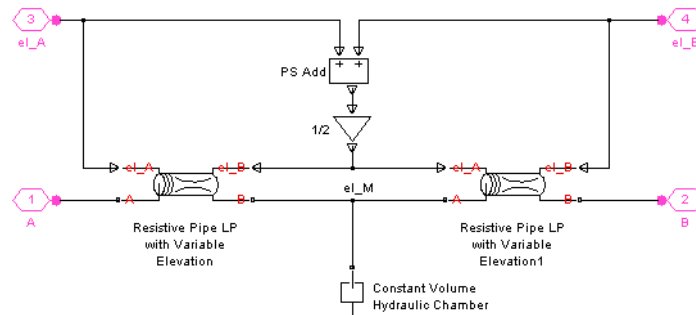 3
4
el_A
el_B
+ +
PS Add
1/2
el_A
el_B
el_A
el_B
el_M
1
A
B
A
B
2
A
B
Resistive Pipe LP
with Variable
Elevation
Resistive Pipe LP
with Variable
Elevation1
Constant Volume
Hydraulic Chamber